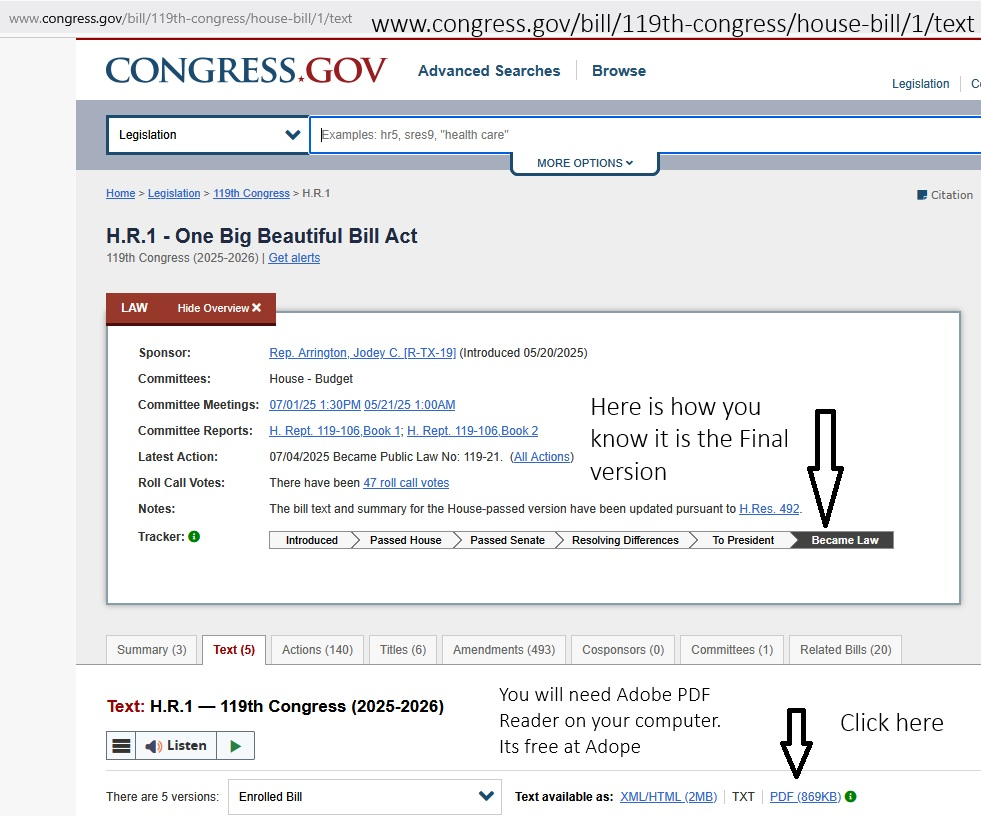 www.congress.gov/bill/119th-congress/house-bill/1/text
www.congress.gov/bill/119th-congress/house-bill/1/text
CONGRESS.GOV
Advanced Searches
Browse
Legislation
Legislation
Examples: hr5, sres9, "health care"
MORE OPTIONS
Home > Legislation > 119th Congress > H.R.1
Citation
H.R.1 - One Big Beautiful Bill Act
119th Congress (2025-2026) | Get alerts
LAW Hide Overview ✕
Sponsor: Rep. Arrington, Jodey C. [R-TX-19] (Introduced 05/20/2025)
Committees: House - Budget
Committee Meetings: 07/01/25 1:30PM 05/21/25 1:00AM
Committee Reports: H. Rept. 119-106,Book 1; H. Rept. 119-106,Book 2
Latest Action: 07/04/2025 Became Public Law No: 119-21. (All Actions)
Roll Call Votes: There have been 47 roll call votes
Notes: The bill text and summary for the House-passed version have been updated pursuant to H.Res. 492.
Tracker: Introduced Passed House Passed Senate Resolving Differences To President Became Law
Here is how you
know it is the Final
version
Summary (3) Text (5) Actions (140) Titles (6) Amendments (493) Cosponsors (0) Committees (1) Related Bills (20)
Text: H.R.1 — 119th Congress (2025-2026)
Listen
You will need Adobe PDF
Reader on your computer.
Its free at Adope
Click here
There are 5 versions: Enrolled Bill
Text available as: XML/HTML (2MB) | TXT | PDF (869KB)